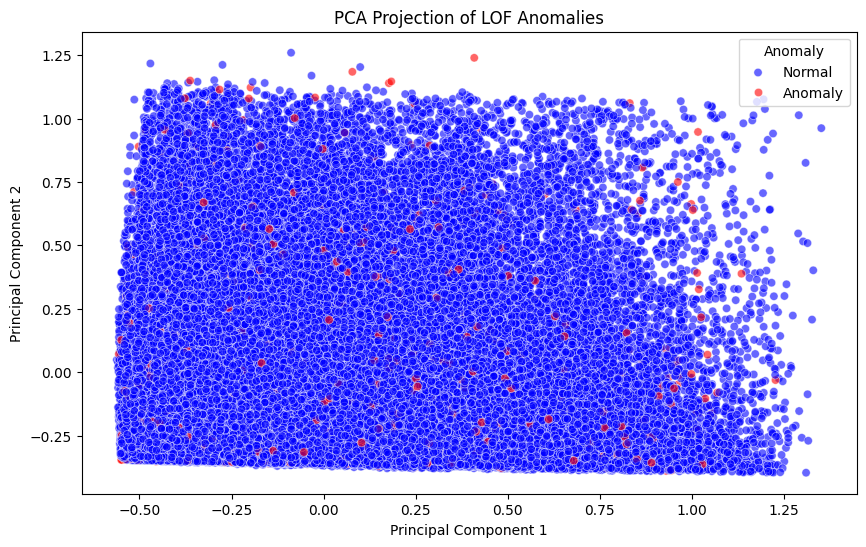 PCA Projection of LOF Anomalies
Anomaly
Normal
Anomaly
Principal Component 2
1.25
1.00
0.75
0.50
0.25
0.00
−0.25
−0.50
−0.25
0.00
0.25
0.50
0.75
1.00
1.25
Principal Component 1